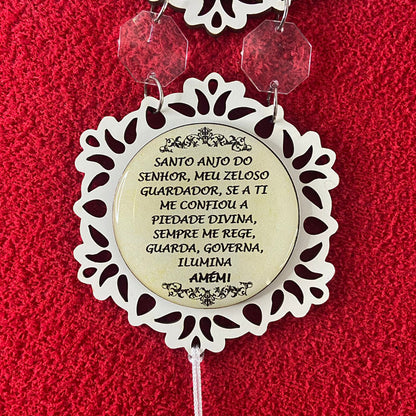 SANTO ANJO DO
SENHOR, MEU ZELOSO
GUARDADOR, SE A TI
ME CONFIOU A
PIEDADE DIVINA,
SEMPRE ME REGE,
GUARDA, GOVERNA,
ILUMINA
AMÉM!